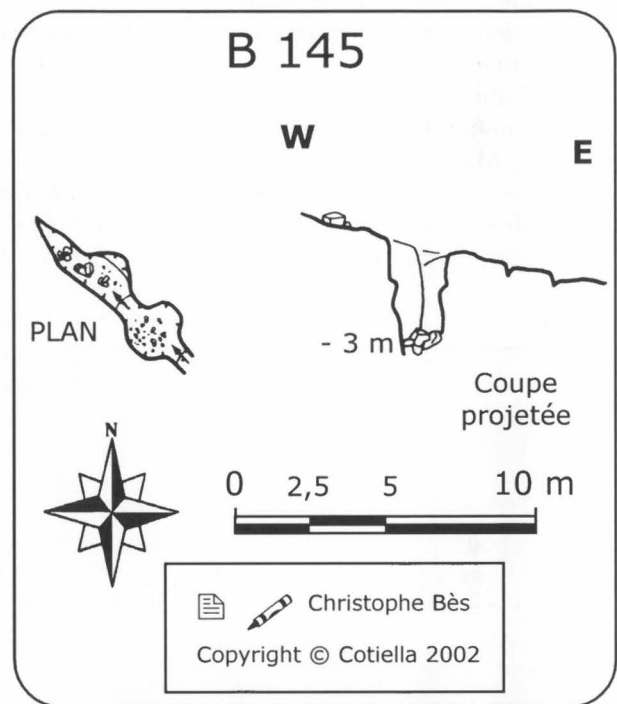 B 145
W
E
PLAN
- 3 m
Coupe
projetée
N
0 2,5 5 10 m
Christophe Bès
Copyright © Cotiella 2002